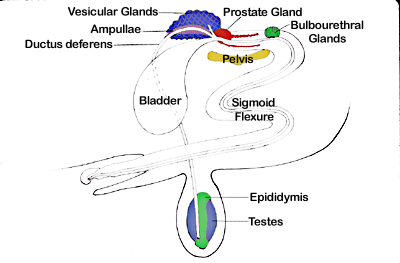 Vesicular Glands
Prostate Gland
Ampullae
Bulbourethral
Glands
Ductus deferens
Pelvis
Bladder
Sigmoid
Flexure
Epididymis
Testes